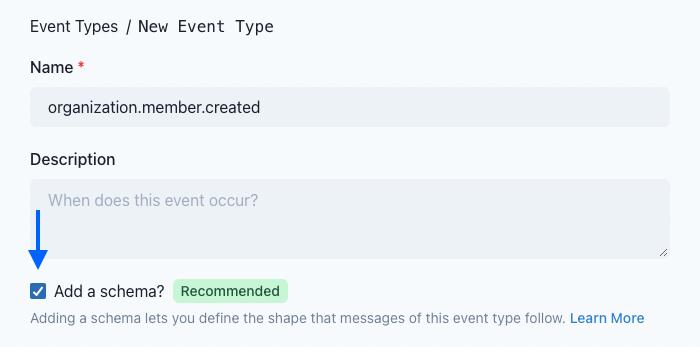 Event Types / New Event Type
Name *
organization.member.created
Description
When does this event occur?
Add a schema? Recommended
Adding a schema lets you define the shape that messages of this event type follow. Learn More